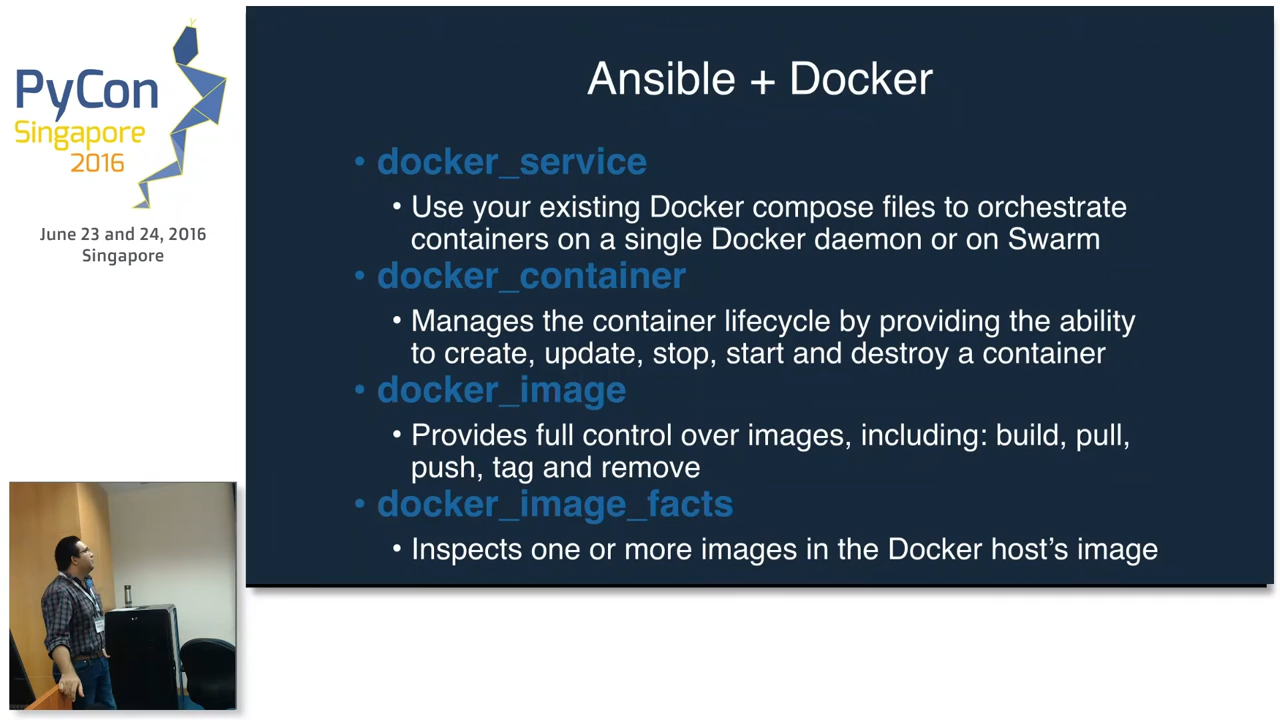 PyCon
Singapore
2016
June 23 and 24, 2016
Singapore
Ansible + Docker
• docker_service
• Use your existing Docker compose files to orchestrate
containers on a single Docker daemon or on Swarm
• docker_container
• Manages the container lifecycle by providing the ability
to create, update, stop, start and destroy a container
• docker_image
• Provides full control over images, including: build, pull,
push, tag and remove
• docker_image_facts
• Inspects one or more images in the Docker host’s image